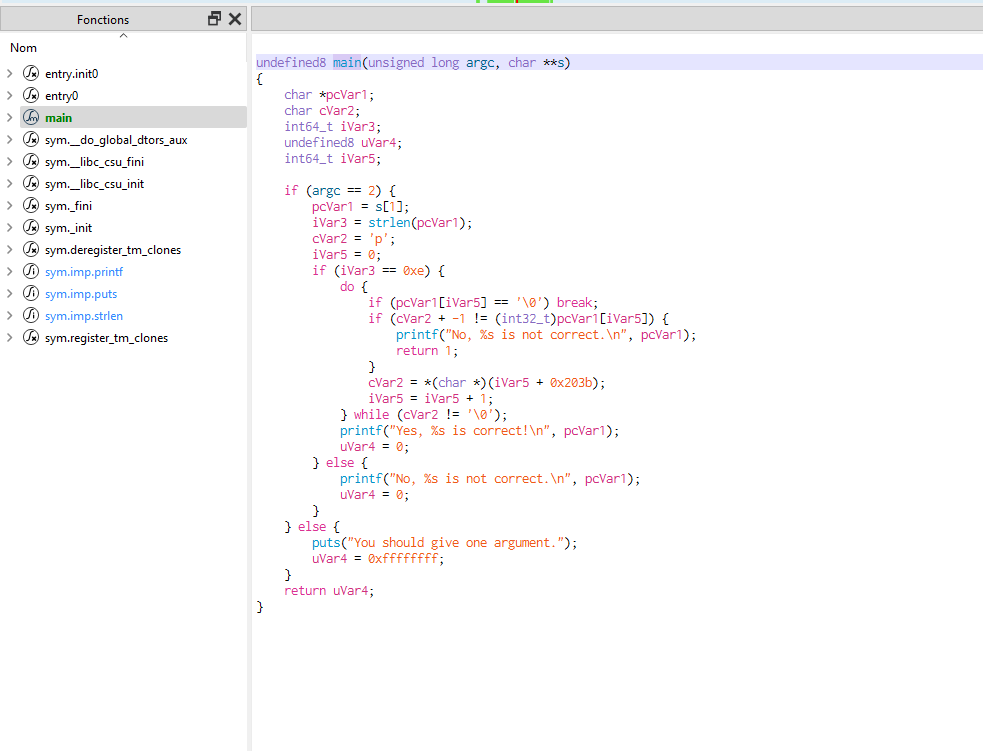 Fonctions
Nom
entry.init0
entry0
main
sym.__do_global_dtors_aux
sym.__libc_csu_fini
sym.__libc_csu_init
sym._fini
sym._init
sym.deregister_tm_clones
sym.imp.printf
sym.imp.puts
sym.imp.strlen
sym.register_tm_clones
undefined8 main(unsigned long argc, char **s)
{
    char *pcVar1;
    char cVar2;
    int64_t iVar3;
    undefined8 uVar4;
    int64_t iVar5;

    if (argc == 2) {
        pcVar1 = s[1];
        iVar3 = strlen(pcVar1);
        cVar2 = 'p';
        iVar5 = 0;
        if (iVar3 == 0xe) {
            do {
                if (pcVar1[iVar5] == '\0') break;
                if (cVar2 + -1 != (int32_t)pcVar1[iVar5]) {
                    printf("No, %s is not correct.\n", pcVar1);
                    return 1;
                }
                cVar2 = *(char *)(iVar5 + 0x203b);
                iVar5 = iVar5 + 1;
            } while (cVar2 != '\0');
            printf("Yes, %s is correct!\n", pcVar1);
            uVar4 = 0;
        } else {
            printf("No, %s is not correct.\n", pcVar1);
            uVar4 = 0;
        }
    } else {
        puts("You should give one argument.");
        uVar4 = 0xffffffff;
    }
    return uVar4;
}